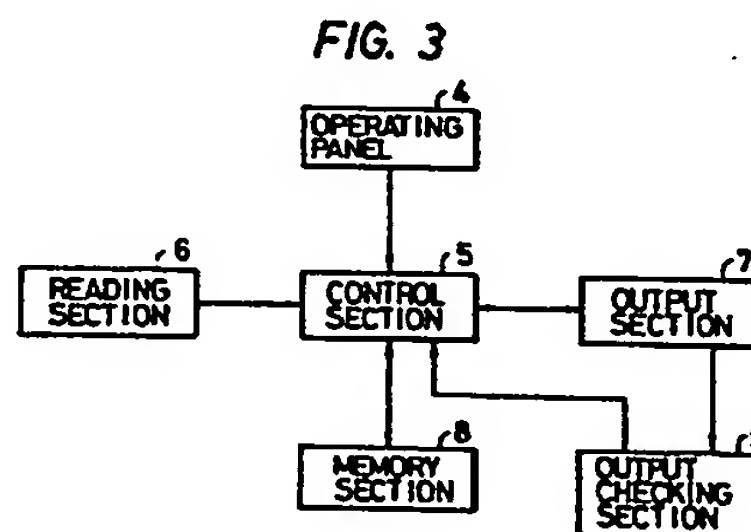 FIG. 3
4
OPERATING
PANEL
6
READING
SECTION
5
CONTROL
SECTION
7
OUTPUT
SECTION
8
MEMORY
SECTION
OUTPUT
CHECKING
SECTION